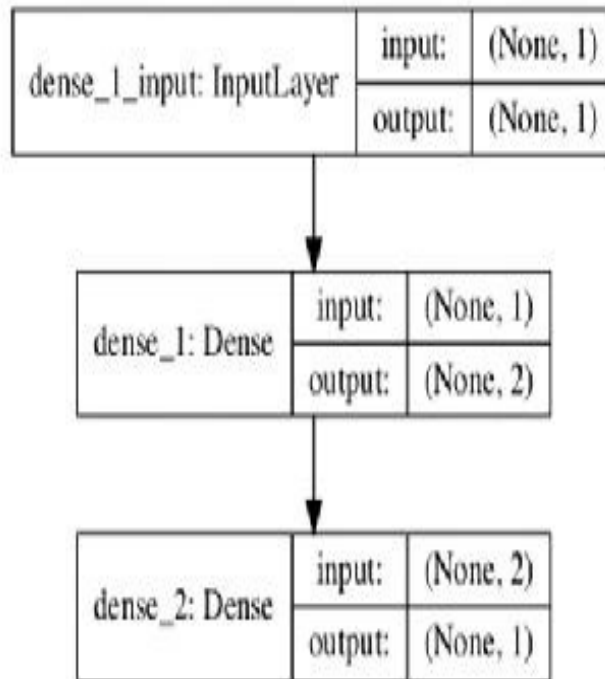 dense_1_input: InputLayer
input: (None, 1)
output: (None, 1)
dense_1: Dense
input: (None, 1)
output: (None, 2)
dense_2: Dense
input: (None, 2)
output: (None, 1)